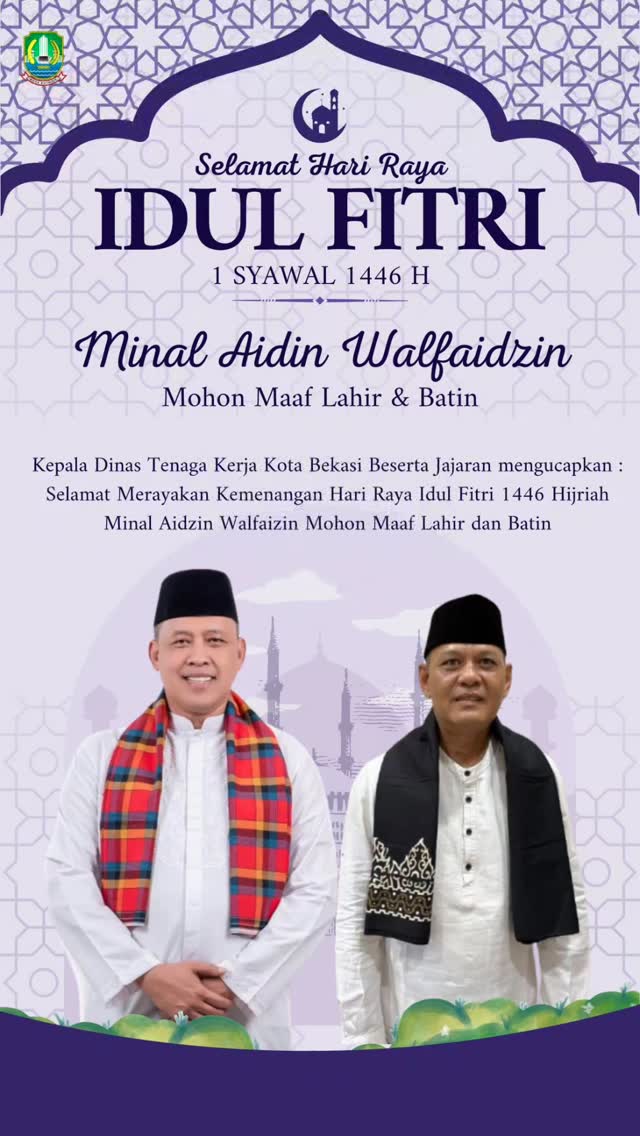 Selamat Hari Raya
IDUL FITRI
1 SYAWAL 1446 H
Minal Aidin Walfaidzin
Mohon Maaf Lahir & Batin
Kepala Dinas Tenaga Kerja Kota Bekasi Beserta Jajaran mengucapkan :
Selamat Merayakan Kemenangan Hari Raya Idul Fitri 1446 Hijriah
Minal Aidzin Walfaizin Mohon Maaf Lahir dan Batin